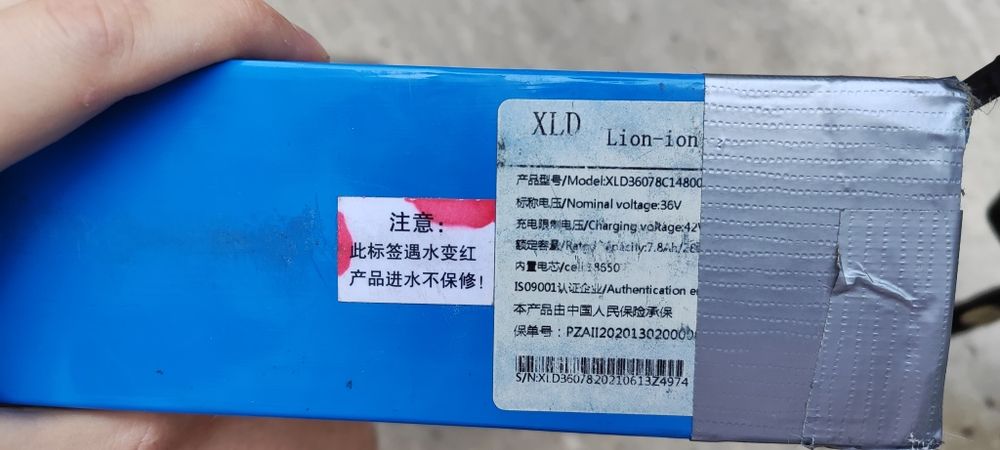 XLD Lion-ion
产品型号/Model:XLD36078C14800
标称电压/Nominal voltage:36V
充电限制电压/Charging voltage:42V
额定容量/Rated Capacity:7.8Ah/28
内置电芯/cell:18650
ISO9001认证企业/Authentication
本产品由中国人民保险承保
保单号：PZAII20201302000
S/N:XLD3607820210613Z4974
注意：
此标签遇水变红
产品进水不保修！